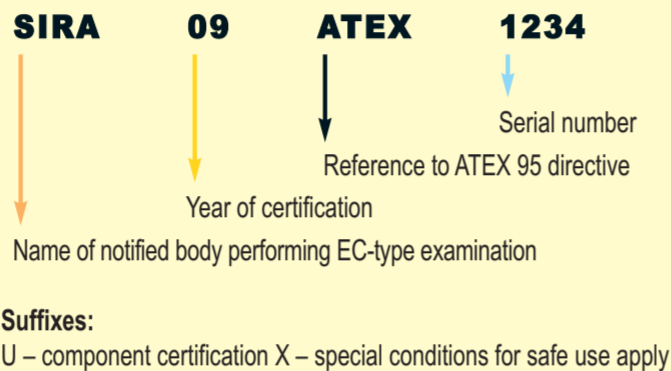 SIRA 09 ATEX 1234
Serial number
Reference to ATEX 95 directive
Year of certification
Name of notified body performing EC-type examination
Suffixes:
U – component certification X – special conditions for safe use apply